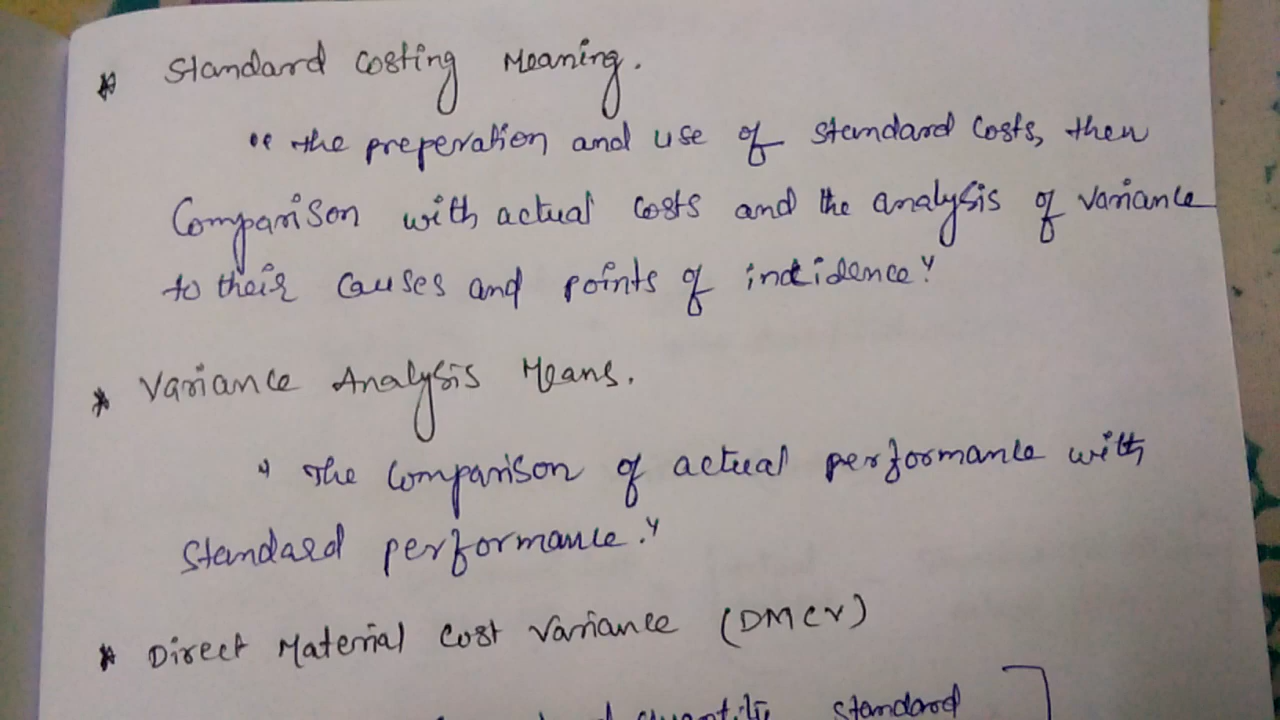 * Standard costing Meaning.
" the preperation and use of standard costs, then
Comparison with actual costs and the analysis of variance
to their causes and points of incidence"
* Variance Analysis Means.
" The Comparison of actual performance with
standard performance."
* Direct Material Cost Variance (DMCV)
quantity standard